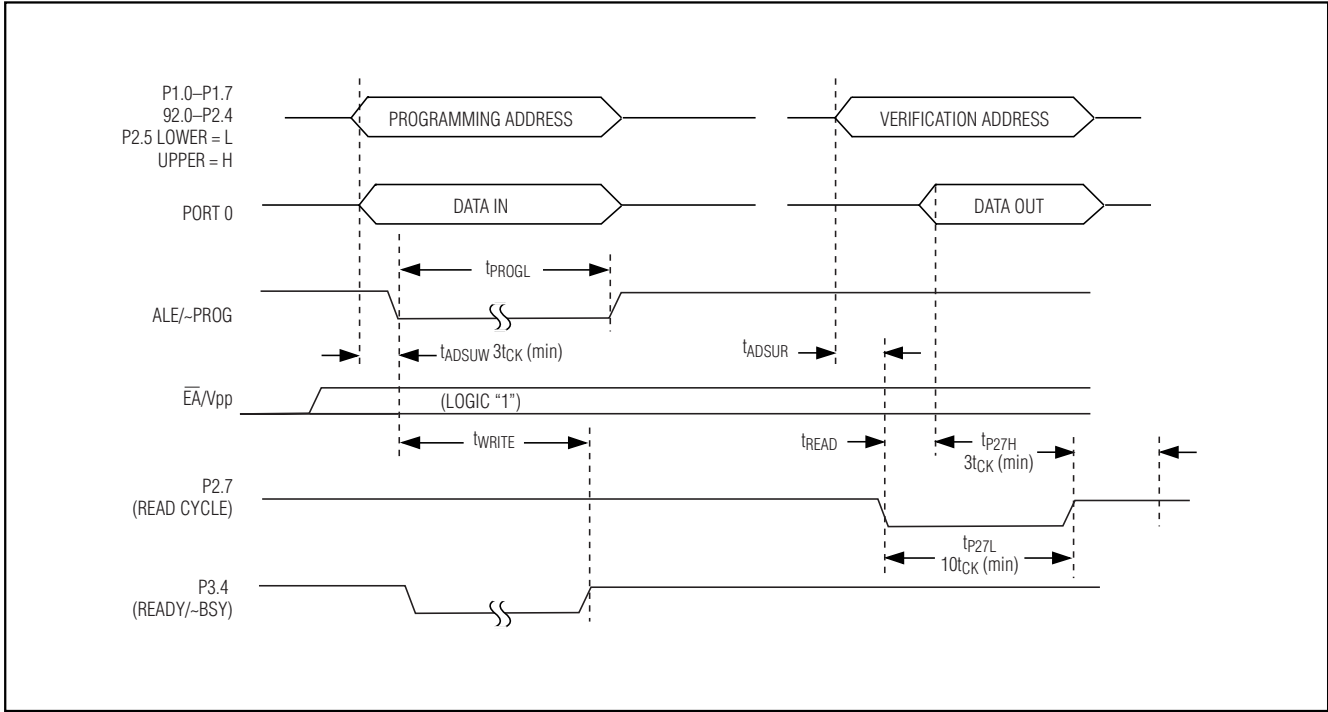 P1.0–P1.7
92.0–P2.4
P2.5 LOWER = L
UPPER = H
PROGRAMMING ADDRESS
VERIFICATION ADDRESS
PORT 0
DATA IN
DATA OUT
tPROGL
ALE/~PROG
tADSUW 3tCK (min)
tADSUR
EA/Vpp
(LOGIC “1”)
tWRITE
tREAD
tP27H
3tCK (min)
P2.7
(READ CYCLE)
tP27L
10tCK (min)
P3.4
(READY/~BSY)